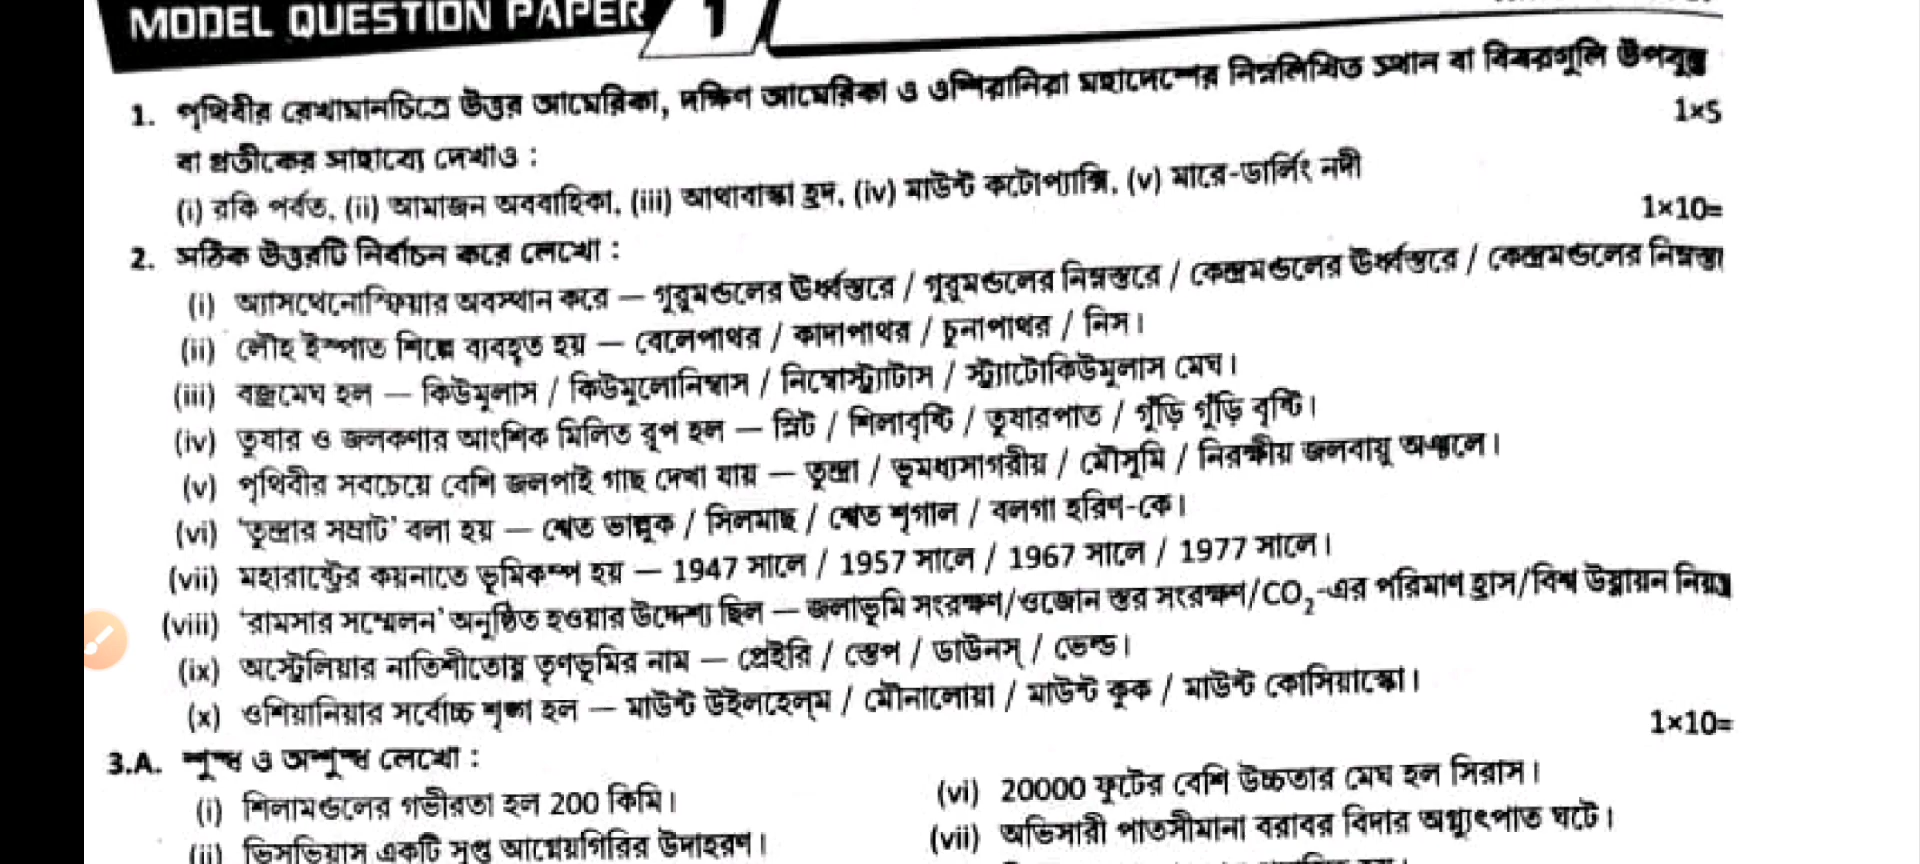 MODEL QUESTION PAPER 1
1. পৃথিবীর রেখামানচিত্রে উত্তর আমেরিকা, দক্ষিণ আমেরিকা ও ওশিয়ানিয়া মহাদেশের নিম্নলিখিত স্থান বা বিষয়গুলি উপযুক্ত
বা প্রতীকের সাহায্যে দেখাও : 1×5
(i) রকি পর্বত, (ii) আমাজন অববাহিকা, (iii) আথাবাস্কা হ্রদ, (iv) মাউন্ট কটোপ্যাক্সি, (v) মারে-ডার্লিং নদী
2. সঠিক উত্তরটি নির্বাচন করে লেখো : 1×10=
(i) অ্যাসথেনোস্ফিয়ার অবস্থান করে — গুরুমণ্ডলের ঊর্ধ্বস্তরে / গুরুমণ্ডলের নিম্নস্তরে / কেন্দ্রমণ্ডলের ঊর্ধ্বস্তরে / কেন্দ্রমণ্ডলের
(ii) লৌহ ইস্পাত শিল্পে ব্যবহৃত হয় — বেলেপাথর / কাদাপাথর / চুনাপাথর / নিস।
(iii) বজ্রমেঘ হল — কিউমুলাস / কিউমুলোনিম্বাস / নিম্বোস্ট্র্যাটাস / স্ট্র্যাটোকিউমুলাস মেঘ।
(iv) তুষার ও জলকণার আংশিক মিলিত রূপ হল — স্লিট / শিলাবৃষ্টি / তুষারপাত / গুঁড়ি গুঁড়ি বৃষ্টি।
(v) পৃথিবীর সবচেয়ে বেশি জলপাই গাছ দেখা যায় — তুন্দ্রা / ভূমধ্যসাগরীয় / মৌসুমি / নিরক্ষীয় জলবায়ু অঞ্চলে।
(vi) ‘তুন্দ্রার সম্রাট’ বলা হয় — শ্বেত ভাল্লুক / সিলমাছ / শ্বেত শৃগাল / বলগা হরিণ-কে।
(vii) মহারাষ্ট্রের কয়নাতে ভূমিকম্প হয় — 1947 সালে / 1957 সালে / 1967 সালে / 1977 সালে।
(viii) ‘রামসার সম্মেলন’ অনুষ্ঠিত হওয়ার উদ্দেশ্য ছিল — জলাভূমি সংরক্ষণ/ওজোন স্তর সংরক্ষণ/CO₂-এর পরিমাণ হ্রাস/বিশ্ব উষ্ণায়ন
(ix) অস্ট্রেলিয়ার নাতিশীতোষ্ণ তৃণভূমির নাম — প্রেইরি / স্তেপ / ডাউনস্ / ভেল্ড।
(x) ওশিয়ানিয়ার সর্বোচ্চ শৃঙ্গ হল — মাউন্ট উইলহেল্‌ম / মৌনালোয়া / মাউন্ট কুক / মাউন্ট কোসিয়াস্কো।
3.A. শুদ্ধ ও অশুদ্ধ লেখো : 1×10=
(i) শিলামণ্ডলের গভীরতা হল 200 কিমি।
(ii) ভিসুভিয়াস একটি সুপ্ত আগ্নেয়গিরির উদাহরণ।
(vi) 20000 ফুটের বেশি উচ্চতার মেঘ হল সিরাস।
(vii) অভিসারী পাতসীমানা বরাবর বিদার অগ্ন্যুৎপাত ঘটে।